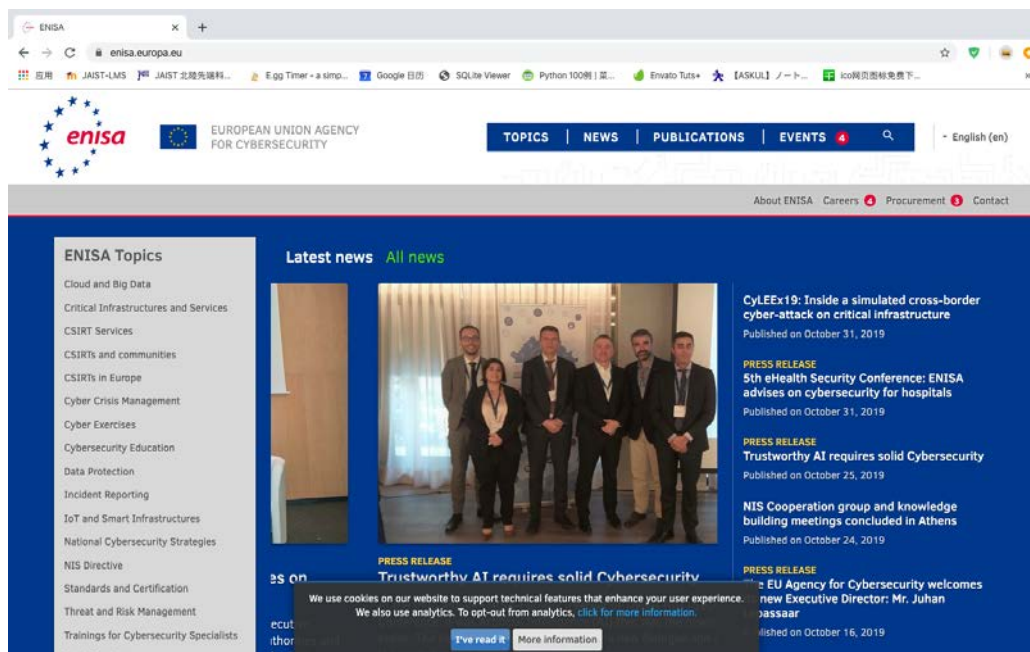 ENISA
enisa.europa.eu
应用
JAIST-LMS
JAIST 北陸先端科...
E.gg Timer - a simp...
Google 日历
SQLite Viewer
Python 100例 | 菜...
Envato Tuts+
【ASKUL】ノート...
ico网页图标免费下...
enisa
EUROPEAN UNION AGENCY
FOR CYBERSECURITY
TOPICS | NEWS | PUBLICATIONS | EVENTS 4
English (en)
About ENISA Careers 4 Procurement 3 Contact
ENISA Topics
Cloud and Big Data
Critical Infrastructures and Services
CSIRT Services
CSIRTs and communities
CSIRTs in Europe
Cyber Crisis Management
Cyber Exercises
Cybersecurity Education
Data Protection
Incident Reporting
IoT and Smart Infrastructures
National Cybersecurity Strategies
NIS Directive
Standards and Certification
Threat and Risk Management
Trainings for Cybersecurity Specialists
Latest news All news
PRESS RELEASE
Trustworthy AI requires solid Cybersecurity
CyLEEx19: Inside a simulated cross-border
cyber-attack on critical infrastructure
Published on October 31, 2019
PRESS RELEASE
5th eHealth Security Conference: ENISA
advises on cybersecurity for hospitals
Published on October 31, 2019
PRESS RELEASE
Trustworthy AI requires solid Cybersecurity
Published on October 25, 2019
NIS Cooperation group and knowledge
building meetings concluded in Athens
Published on October 24, 2019
PRESS RELEASE
The EU Agency for Cybersecurity welcomes
new Executive Director: Mr. Juhan
October 16, 2019
We use cookies on our website to support technical features that enhance your user experience.
We also use analytics. To opt-out from analytics, click for more information.
I've read it
More information